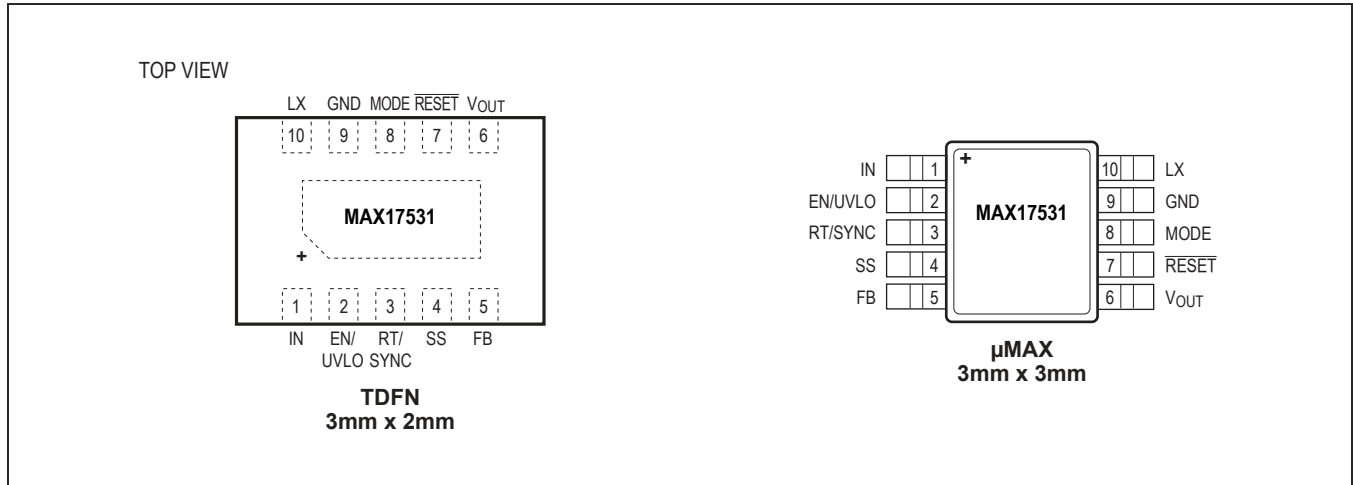 TOP VIEW
LX GND MODE RESET VOUT
10 9 8 7 6
MAX17531
+
1 2 3 4 5
IN EN/ RT/ SS FB
UVLO SYNC
TDFN
3mm x 2mm
IN 1 + 10 LX
EN/UVLO 2 MAX17531 9 GND
RT/SYNC 3 8 MODE
SS 4 7 RESET
FB 5 6 VOUT
µMAX
3mm x 3mm